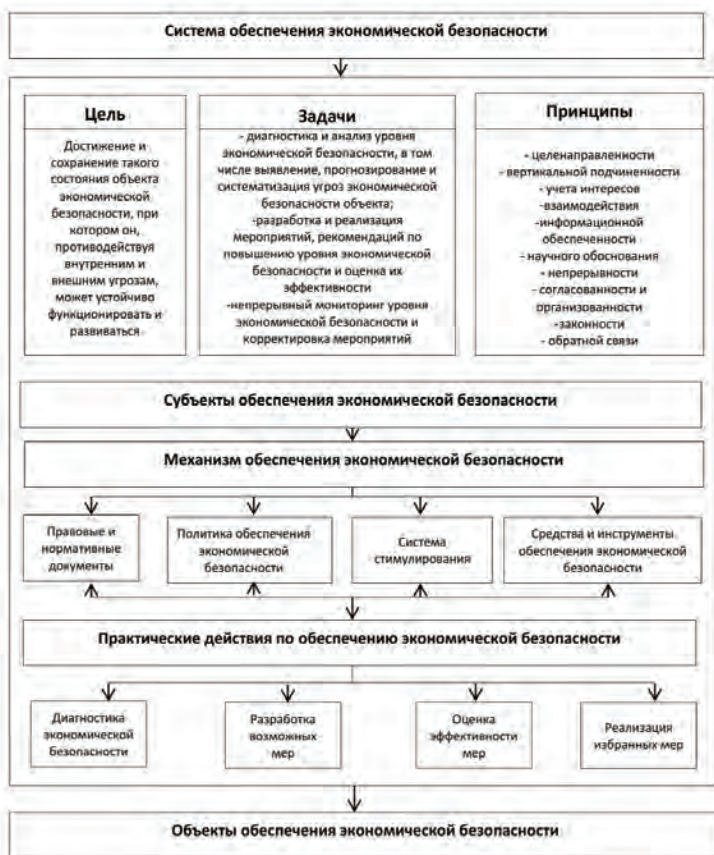 Система обеспечения экономической безопасности
Цель
Достижение и
сохранение такого
состояния объекта
экономической
безопасности, при
котором он,
противодействуя
внутренним и
внешним угрозам,
может устойчиво
функционировать и
развиваться
Задачи
- диагностика и анализ уровня
экономической безопасности, в том
числе выявление, прогнозирование и
систематизация угроз экономической
безопасности объекта;
-разработка и реализация
мероприятий, рекомендаций по
повышению уровня экономической
безопасности и оценка их
эффективности
-непрерывный мониторинг уровня
экономической безопасности и
корректировка мероприятий
Принципы
- целенаправленности
- вертикальной подчиненности
- учета интересов
-взаимодействия
-информационной
обеспеченности
- научного обоснования
- непрерывности
- согласованности и
организованности
-законности
- обратной связи
Субъекты обеспечения экономической безопасности
Механизм обеспечения экономической безопасности
Правовые и
нормативные
документы
Политика обеспечения
экономической
безопасности
Система
стимулирования
Средства и инструменты
обеспечения экономической
безопасности
Практические действия по обеспечению экономической безопасности
Диагностика
экономической
безопасности
Разработка
возможных
мер
Оценка
эффективности
мер
Реализация
избранных мер
Объекты обеспечения экономической безопасности